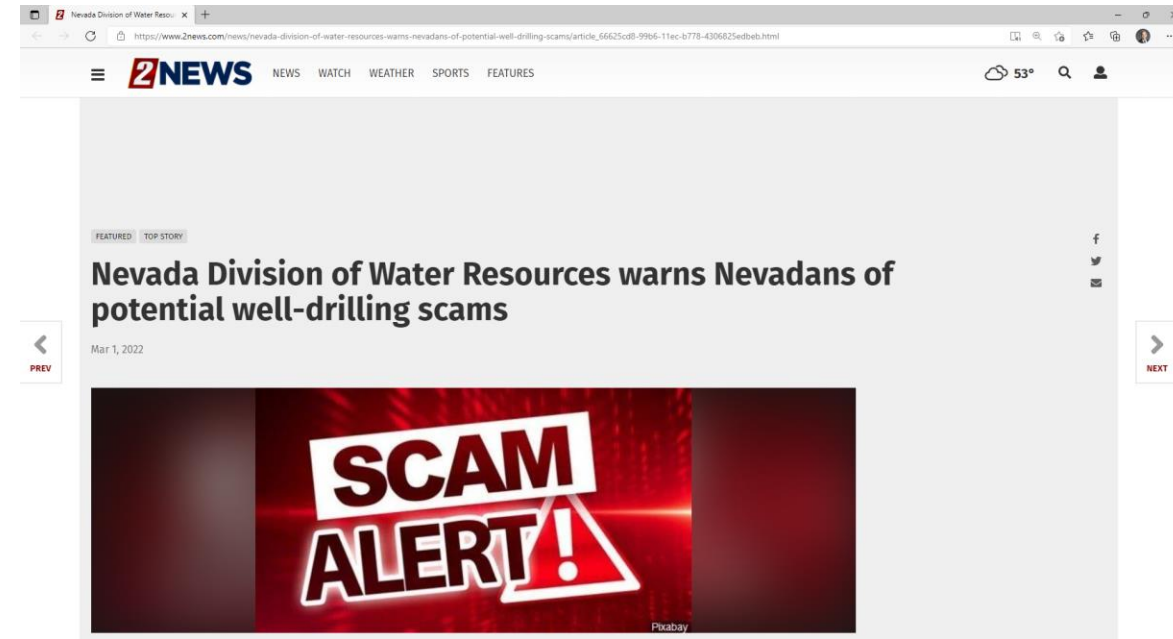 Nevada Division of Water Resou
https://www.2news.com/news/nevada-division-of-water-resources-warns-nevadans-of-potential-well-drilling-scams/article_66625cd8-99b6-11ec-b778-4306825edbeb.html
2NEWS NEWS WATCH WEATHER SPORTS FEATURES 53°
FEATURED TOP STORY
Nevada Division of Water Resources warns Nevadans of
potential well-drilling scams
Mar 1, 2022
PREV
NEXT
SCAM
ALERT!
Pixabay